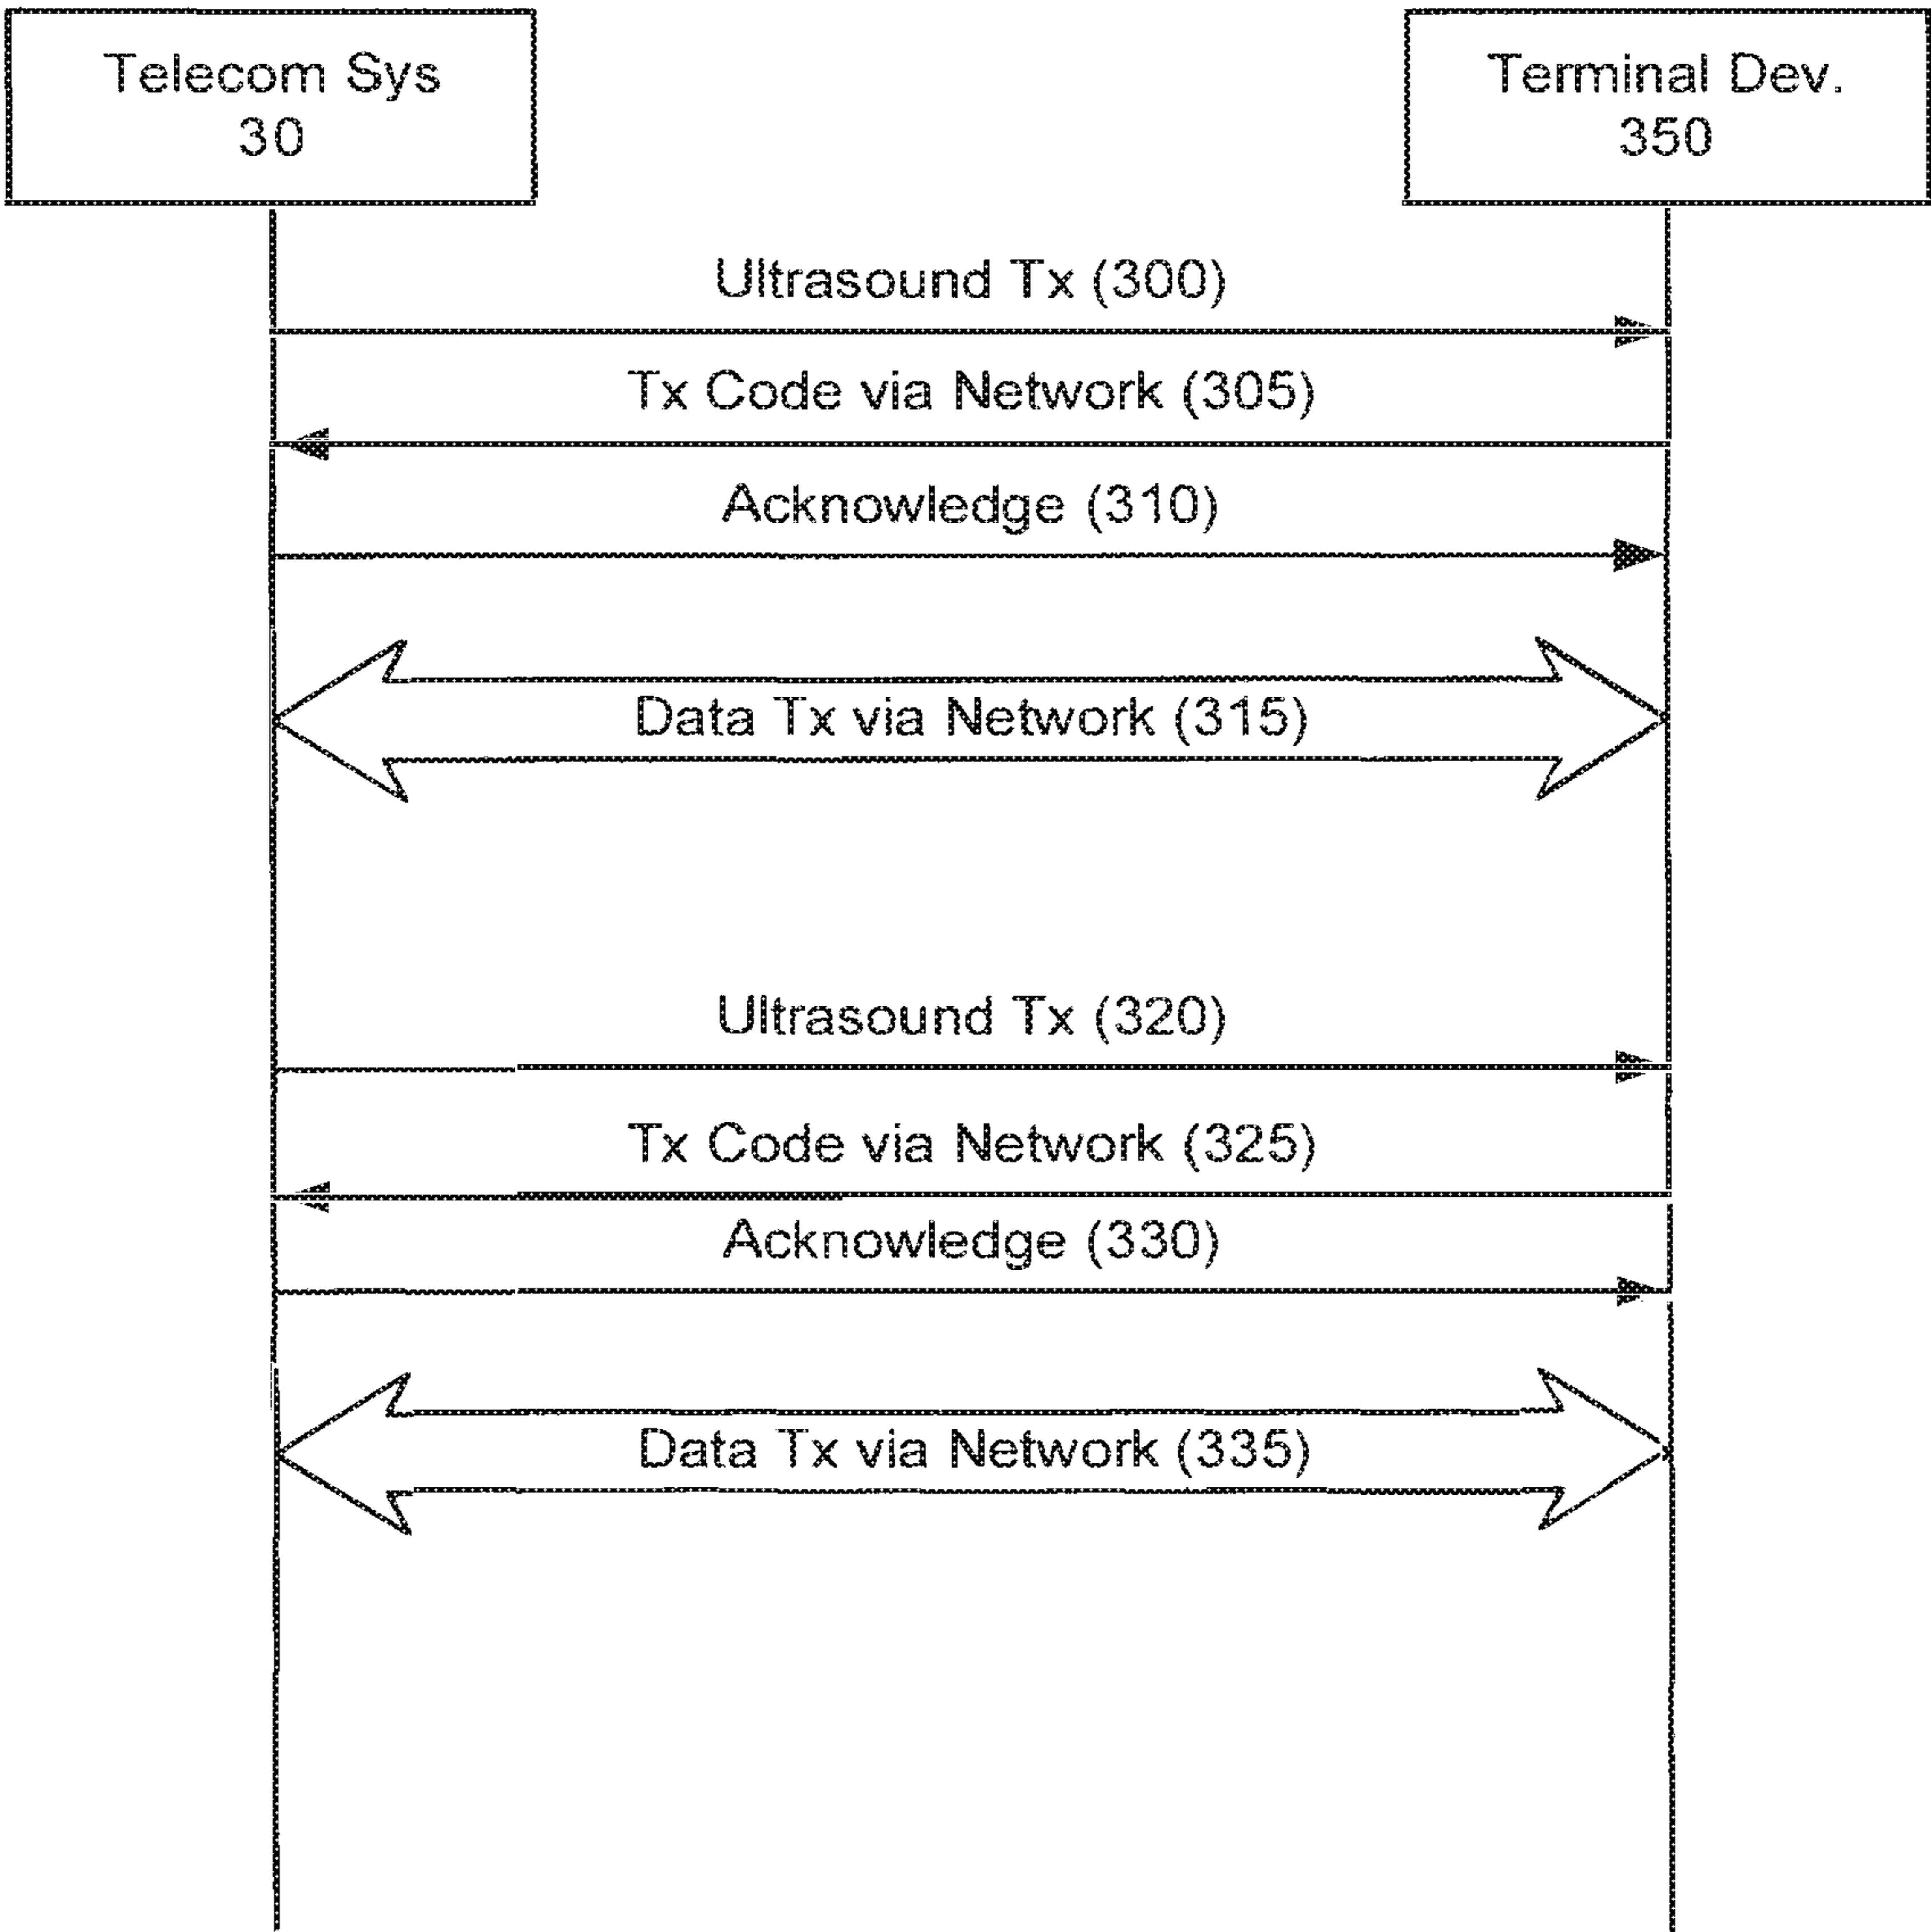 Telecom Sys
30
Terminal Dev.
350
Ultrasound Tx (300)
Tx Code via Network (305)
Acknowledge (310)
Data Tx via Network (315)
Ultrasound Tx (320)
Tx Code via Network (325)
Acknowledge (330)
Data Tx via Network (335)